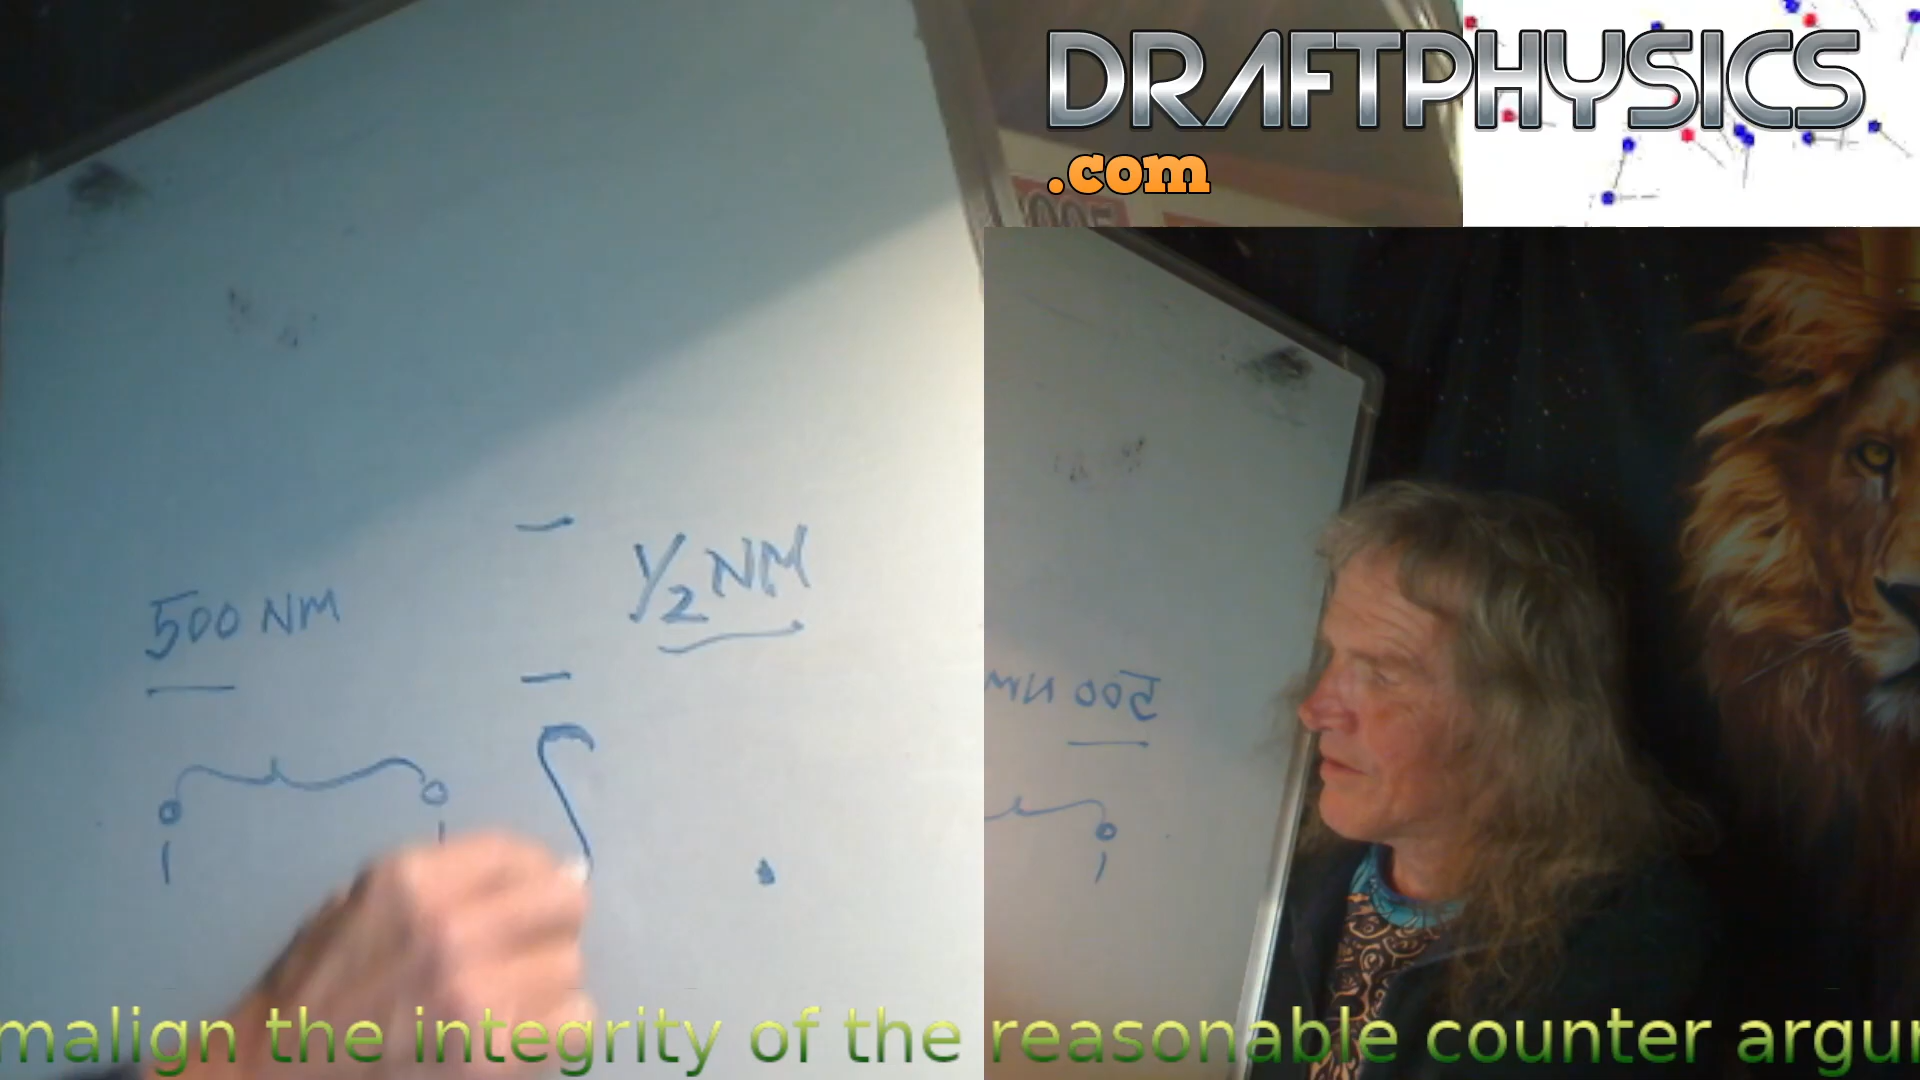 DRAFTPHYSICS
.com
½ NM
500 NM
500 NM
malign the integrity of the reasonable counter argu